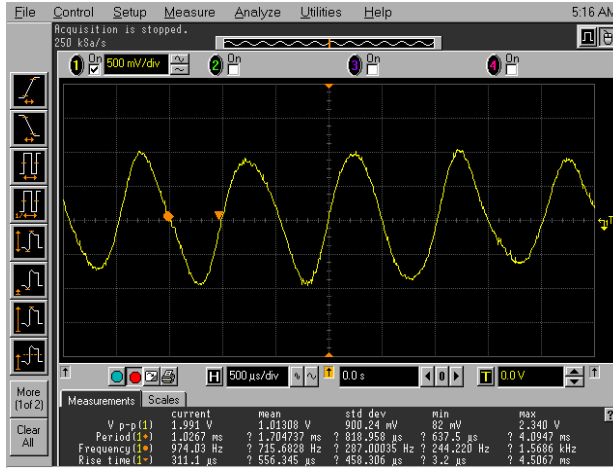 File Control Setup Measure Analyze Utilities Help 5:16 AM
Acquisition is stopped.
250 kSa/s
1 On 500 mV/div 2 On 3 On 4 On
T
H 500 µs/div 0.0 s 0 T 0.0 V
More
(1of 2)
Clear
All
Measurements Scales
?
current mean std dev min max
V p-p(1) 1.991 V 1.01308 V 900.24 mV 82 mV 2.340 V
Period(1) 1.0267 ms ? 1.704737 ms ? 818.958 µs ? 637.5 µs ? 4.0947 ms
Frequency(1) 974.03 Hz ? 715.6828 Hz ? 287.00035 Hz ? 244.220 Hz ? 1.5686 kHz
Rise time(1) 311.1 µs ? 556.345 µs ? 458.306 µs ? 3.2 µs ? 4.5067 ms